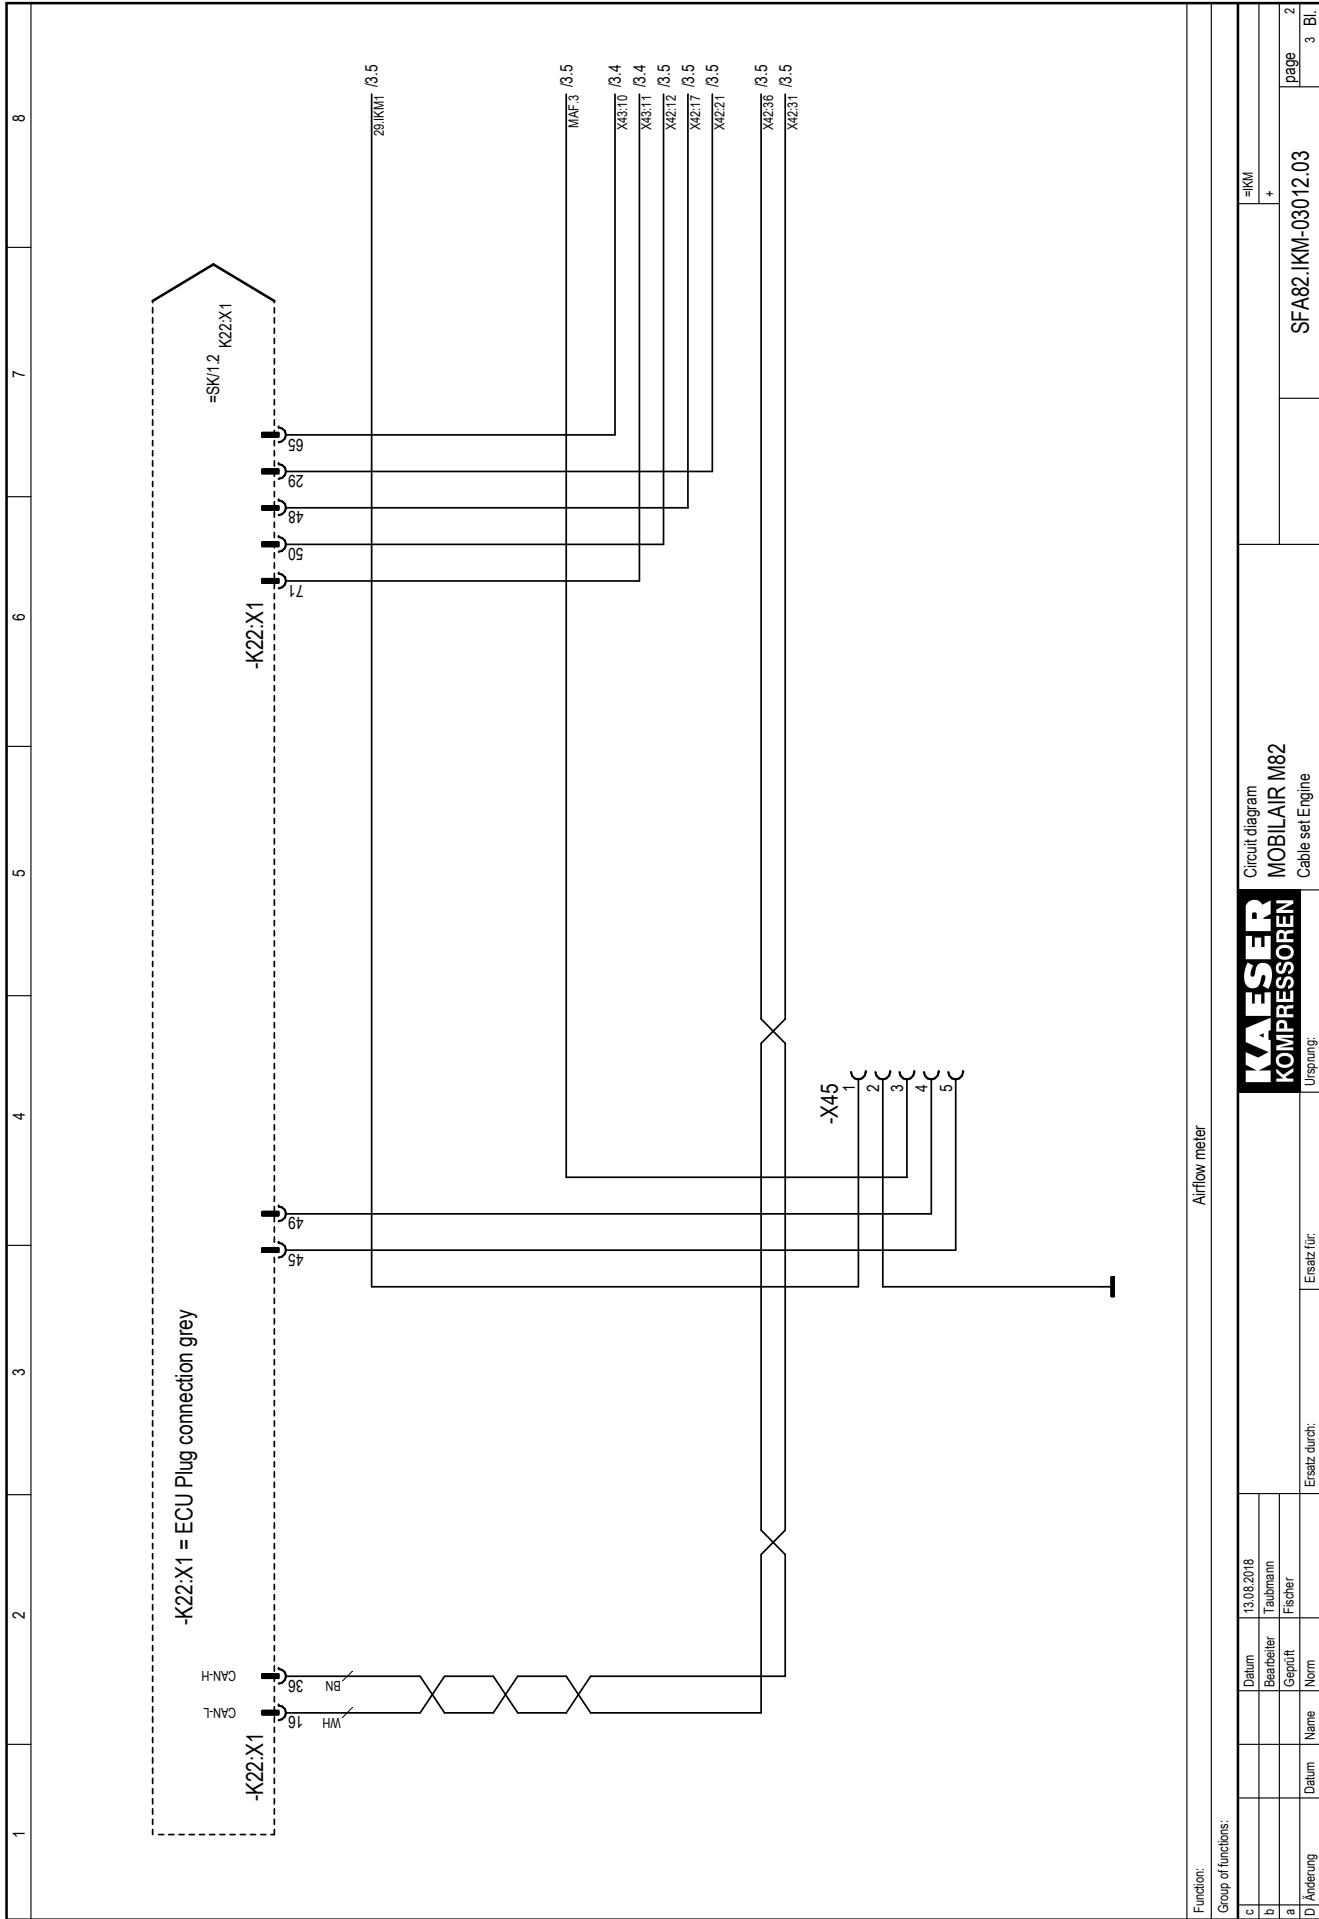 1
2
3
4
5
6
7
8
-K22:X1 = ECU Plug connection grey
=SK/1.2
K22:X1
CAN-L
CAN-H
-K22:X1
16
36
45
49
-K22:X1
71
50
48
29
65
WH
BN
29.IKM1 /3.5
MAF:3 /3.5
X43:10 /3.4
X43:11 /3.4
X42:12 /3.5
X42:17 /3.5
X42:21 /3.5
X42:36 /3.5
X42:31 /3.5
-X45
1
2
3
4
5
Function:
Airflow meter
Group of functions:
c
Datum 13.08.2018
b
Bearbeiter Taubmann
a
Geprüft Fischer
D Änderung Datum Name Norm
Ersatz durch:
Ersatz für:
Ursprung:
KAESER
KOMPRESSOREN
Circuit diagram
MOBILAIR M82
Cable set Engine
=IKM
+
SFA82.IKM-03012.03
page 2
3 Bl.